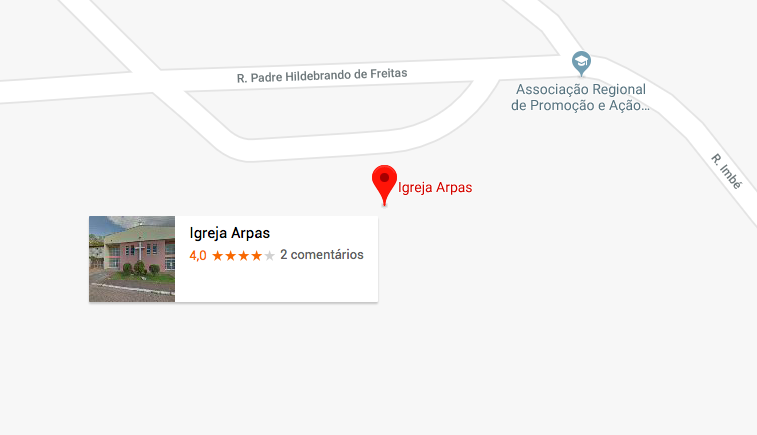 R. Padre Hildebrando de Freitas
Associação Regional
de Promoção e Ação...
R. Imbé
Igreja Arpas
Igreja Arpas
4,0 2 comentários